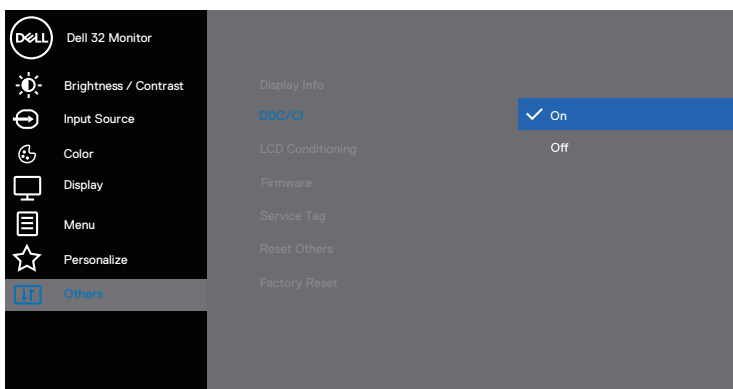 DELL
Dell 32 Monitor
Brightness / Contrast
Input Source
Color
Display
Menu
Personalize
Others
Display Info
DDC/CI
LCD Conditioning
Firmware
Service Tag
Reset Others
Factory Reset
On
Off